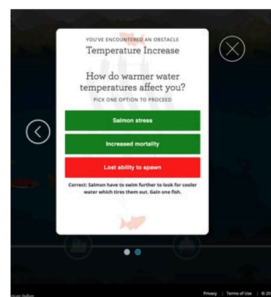 YOU'VE ENCOUNTERED AN OBSTACLE
Temperature Increase
How do warmer water
temperatures affect you?
PICK ONE OPTION TO PROCEED
Salmon stress
Increased mortality
Lost ability to spawn
Correct: Salmon have to swim further to look for cooler
water which tires them out. Gain one fish.
Privacy | Terms of Use | © 20